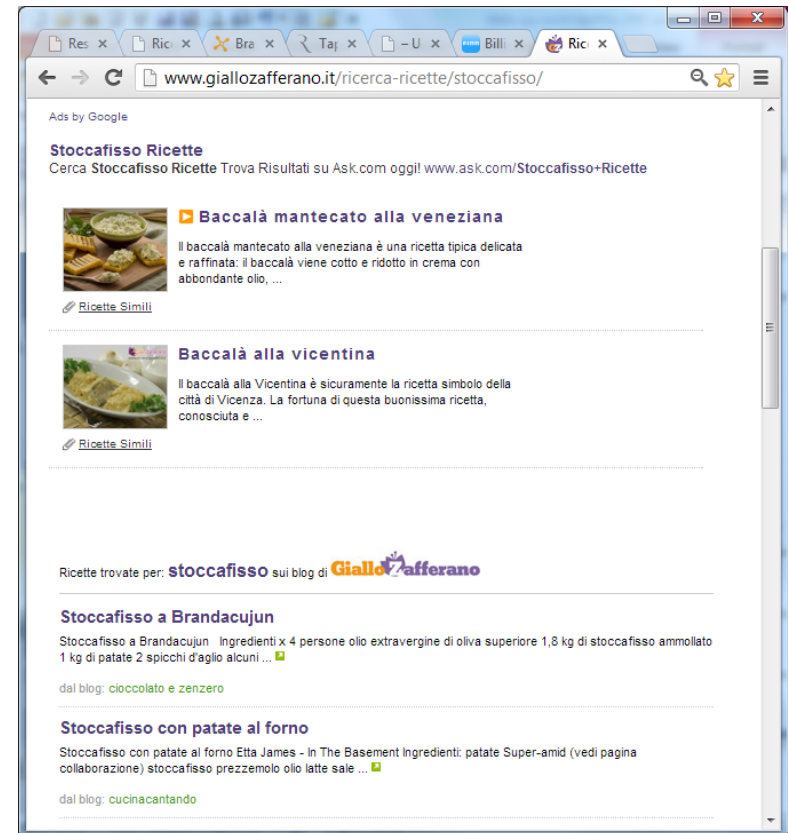 Res
Ric
Bra
Tap
– U
FINN Billi
Ric
www.giallozafferano.it/ricerca-ricette/stoccafisso/
Ads by Google
Stoccafisso Ricette
Cerca Stoccafisso Ricette Trova Risultati su Ask.com oggi! www.ask.com/Stoccafisso+Ricette
Baccalà mantecato alla veneziana
Il baccalà mantecato alla veneziana è una ricetta tipica delicata
e raffinata: il baccalà viene cotto e ridotto in crema con
abbondante olio, ...
Ricette Simili
Baccalà alla vicentina
Il baccalà alla Vicentina è sicuramente la ricetta simbolo della
città di Vicenza. La fortuna di questa buonissima ricetta,
conosciuta e ...
Ricette Simili
Ricette trovate per: stoccafisso sui blog di GialloZafferano
Stoccafisso a Brandacujun
Stoccafisso a Brandacujun Ingredienti x 4 persone olio extravergine di oliva superiore 1,8 kg di stoccafisso ammollato
1 kg di patate 2 spicchi d'aglio alcuni ...
dal blog: cioccolato e zenzero
Stoccafisso con patate al forno
Stoccafisso con patate al forno Etta James - In The Basement Ingredienti: patate Super-amid (vedi pagina
collaborazione) stoccafisso prezzemolo olio latte sale ...
dal blog: cucinacantando